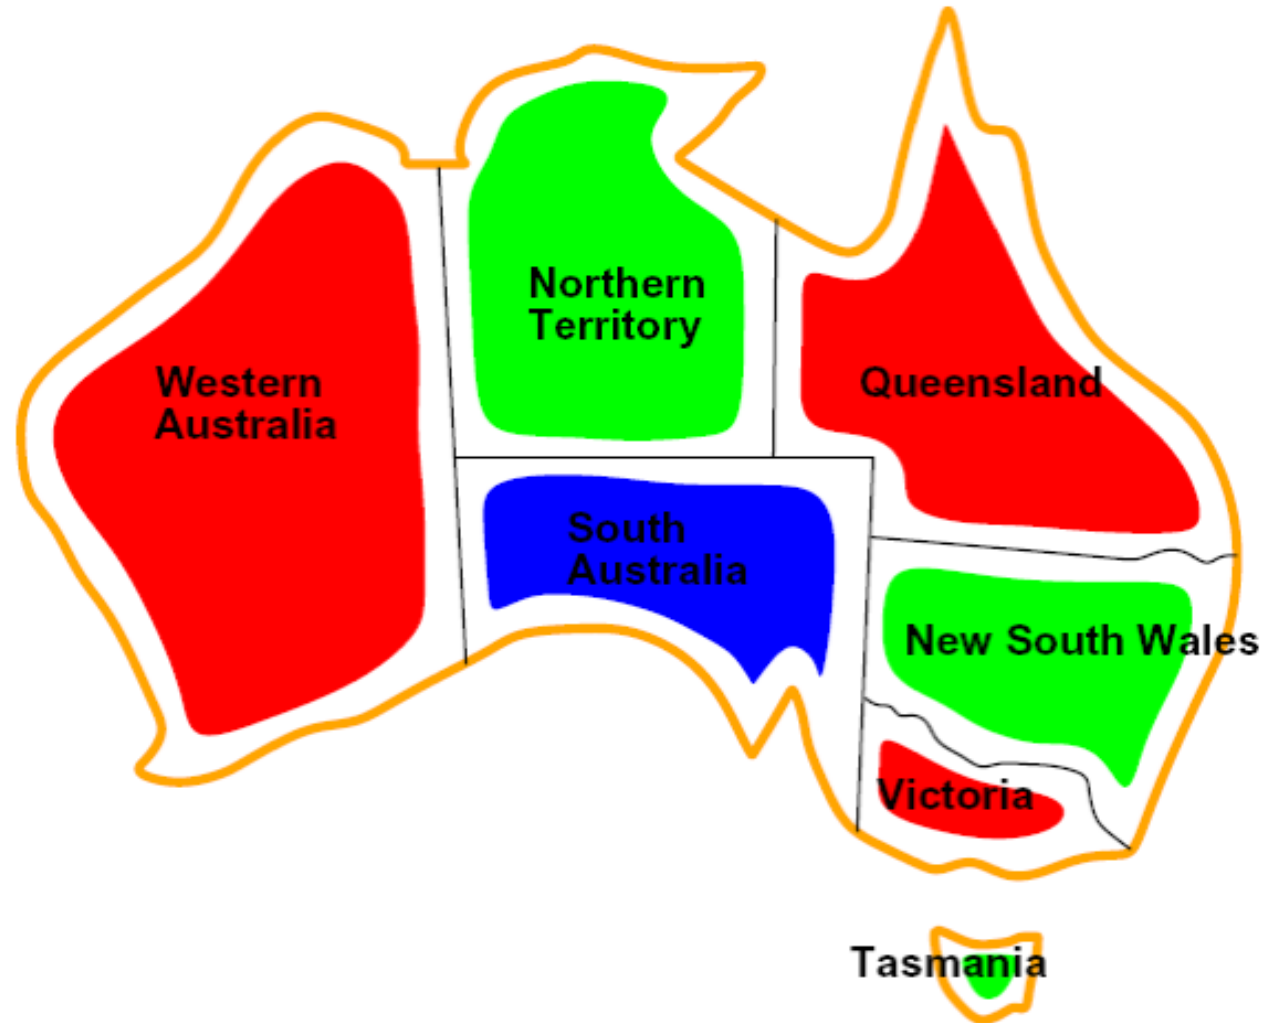 Northern
Territory
Western
Australia
Queensland
South
Australia
New South Wales
Victoria
Tasmania